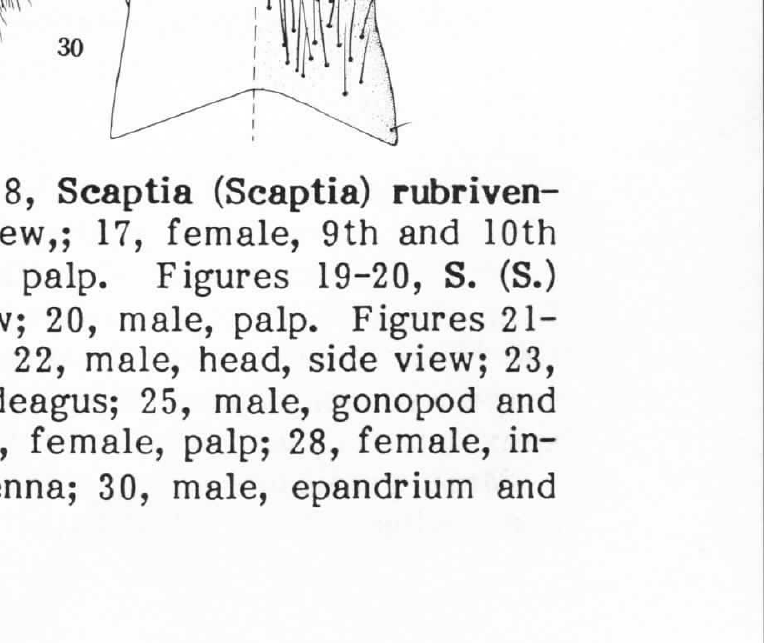 30
8, Scaptia (Scaptia) rubriven-
ew,; 17, female, 9th and 10th
palp. Figures 19-20, S. (S.)
; 20, male, palp. Figures 21-
22, male, head, side view; 23,
leagus; 25, male, gonopod and
, female, palp; 28, female, in-
enna; 30, male, epandrium and